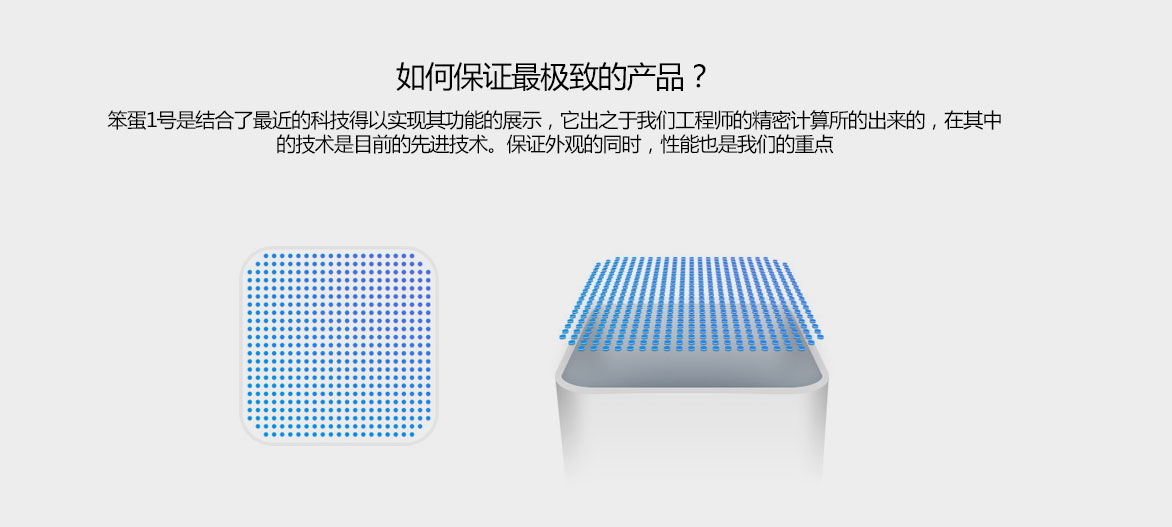 如何保证最极致的产品？
笨蛋1号是结合了最近的科技得以实现其功能的展示，它出之于我们工程师的精密计算所的出来的，在其中
的技术是目前的先进技术。保证外观的同时，性能也是我们的重点